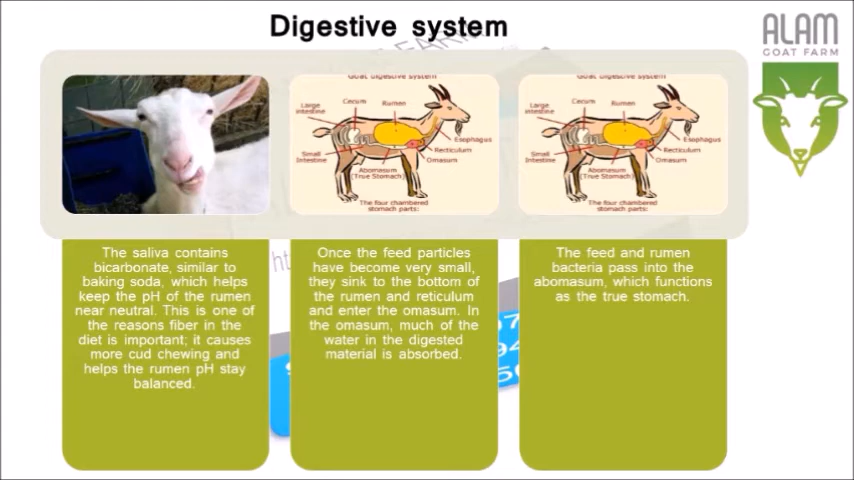 Digestive system
ALAM
GOAT FARM
Goat digestive system
Large
intestine
Cecum
Rumen
Esophagus
Recticulum
Omasum
Small
Intestine
Abomasum
(True Stomach)
The four chambered
stomach parts:
Goat digestive system
Large
intestine
Cecum
Rumen
Esophagus
Recticulum
Omasum
Small
Intestine
Abomasum
(True Stomach)
The four chambered
stomach parts:
The saliva contains
bicarbonate, similar to
baking soda, which helps
keep the pH of the rumen
near neutral. This is one of
the reasons fiber in the
diet is important; it causes
more cud chewing and
helps the rumen pH stay
balanced.
Once the feed particles
have become very small,
they sink to the bottom of
the rumen and reticulum
and enter the omasum. In
the omasum, much of the
water in the digested
material is absorbed.
The feed and rumen
bacteria pass into the
abomasum, which functions
as the true stomach.